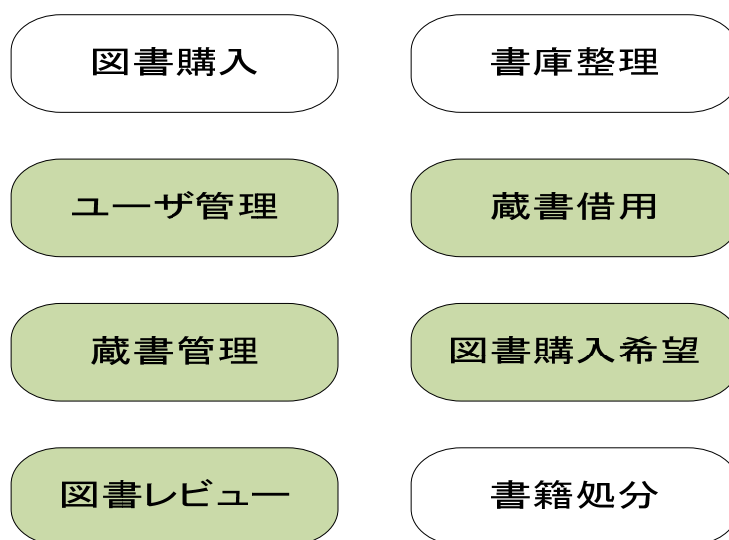 図書購入
書庫整理
ユーザ管理
蔵書借用
蔵書管理
図書購入希望
図書レビュー
書籍処分